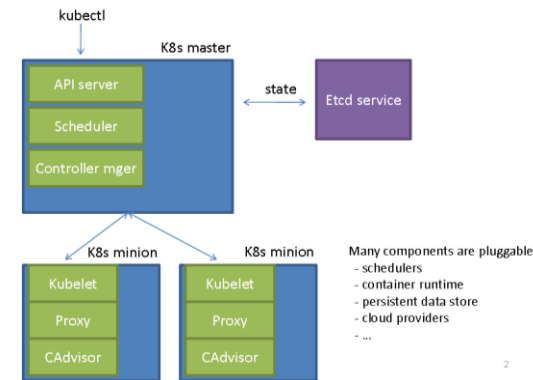 kubectl
K8s master
API server
Scheduler
Controller mger
state
Etcd service
K8s minion
Kubelet
Proxy
CAdvisor
K8s minion
Kubelet
Proxy
CAdvisor
Many components are pluggable
- schedulers
- container runtime
- persistent data store
- cloud providers
- ...
2